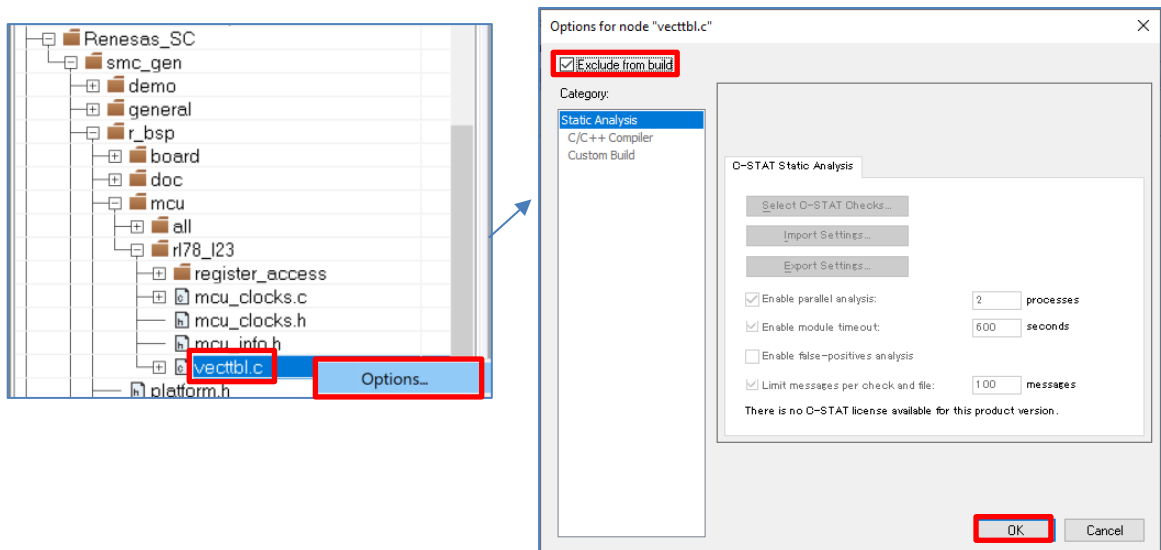 Renesas_SC
smc_gen
demo
general
r_bsp
board
doc
mcu
all
rl78_l23
register_access
mcu_clocks.c
mcu_clocks.h
mcu_info.h
vecttbl.c
Options...
platform.h
Options for node "vecttbl.c"
Exclude from build
Category:
Static Analysis
C/C++ Compiler
Custom Build
C-STAT Static Analysis
Select C-STAT Checks...
Import Settings...
Export Settings...
Enable parallel analysis: 2 processes
Enable module timeout: 600 seconds
Enable false-positives analysis
Limit messages per check and file: 100 messages
There is no C-STAT license available for this product version.
OK Cancel